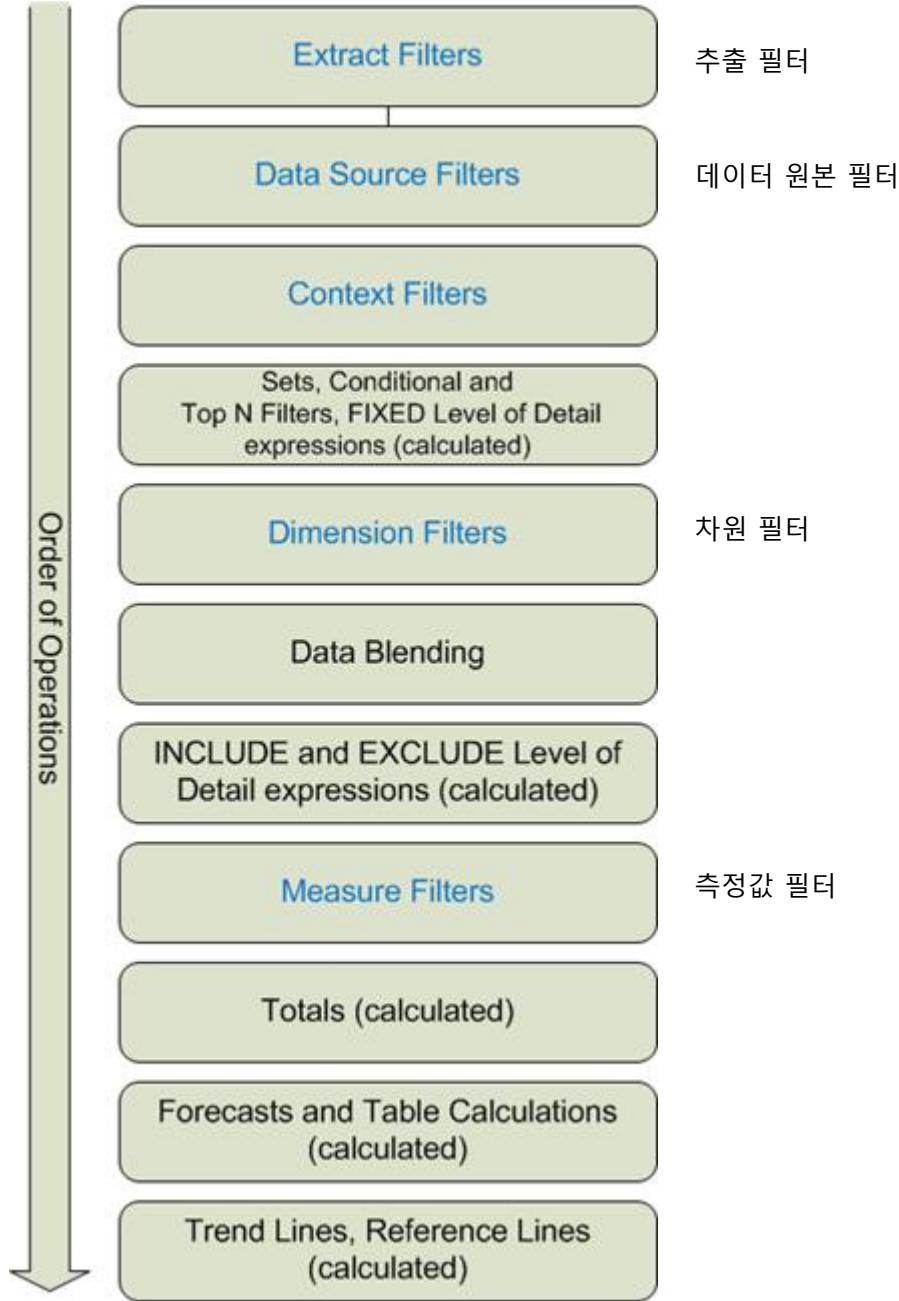 Extract Filters
추출 필터
Data Source Filters
데이터 원본 필터
Context Filters
Sets, Conditional and
Top N Filters, FIXED Level of Detail
expressions (calculated)
Dimension Filters
차원 필터
Data Blending
INCLUDE and EXCLUDE Level of
Detail expressions (calculated)
Measure Filters
측정값 필터
Totals (calculated)
Forecasts and Table Calculations
(calculated)
Trend Lines, Reference Lines
(calculated)
Order of Operations